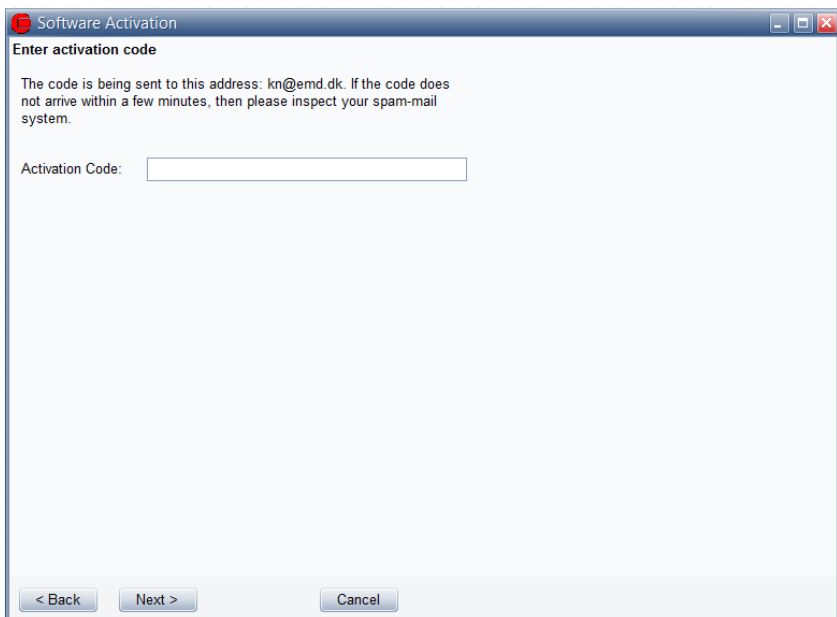 Software Activation
Enter activation code
The code is being sent to this address: kn@emd.dk. If the code does
not arrive within a few minutes, then please inspect your spam-mail
system.
Activation Code:
< Back Next > Cancel